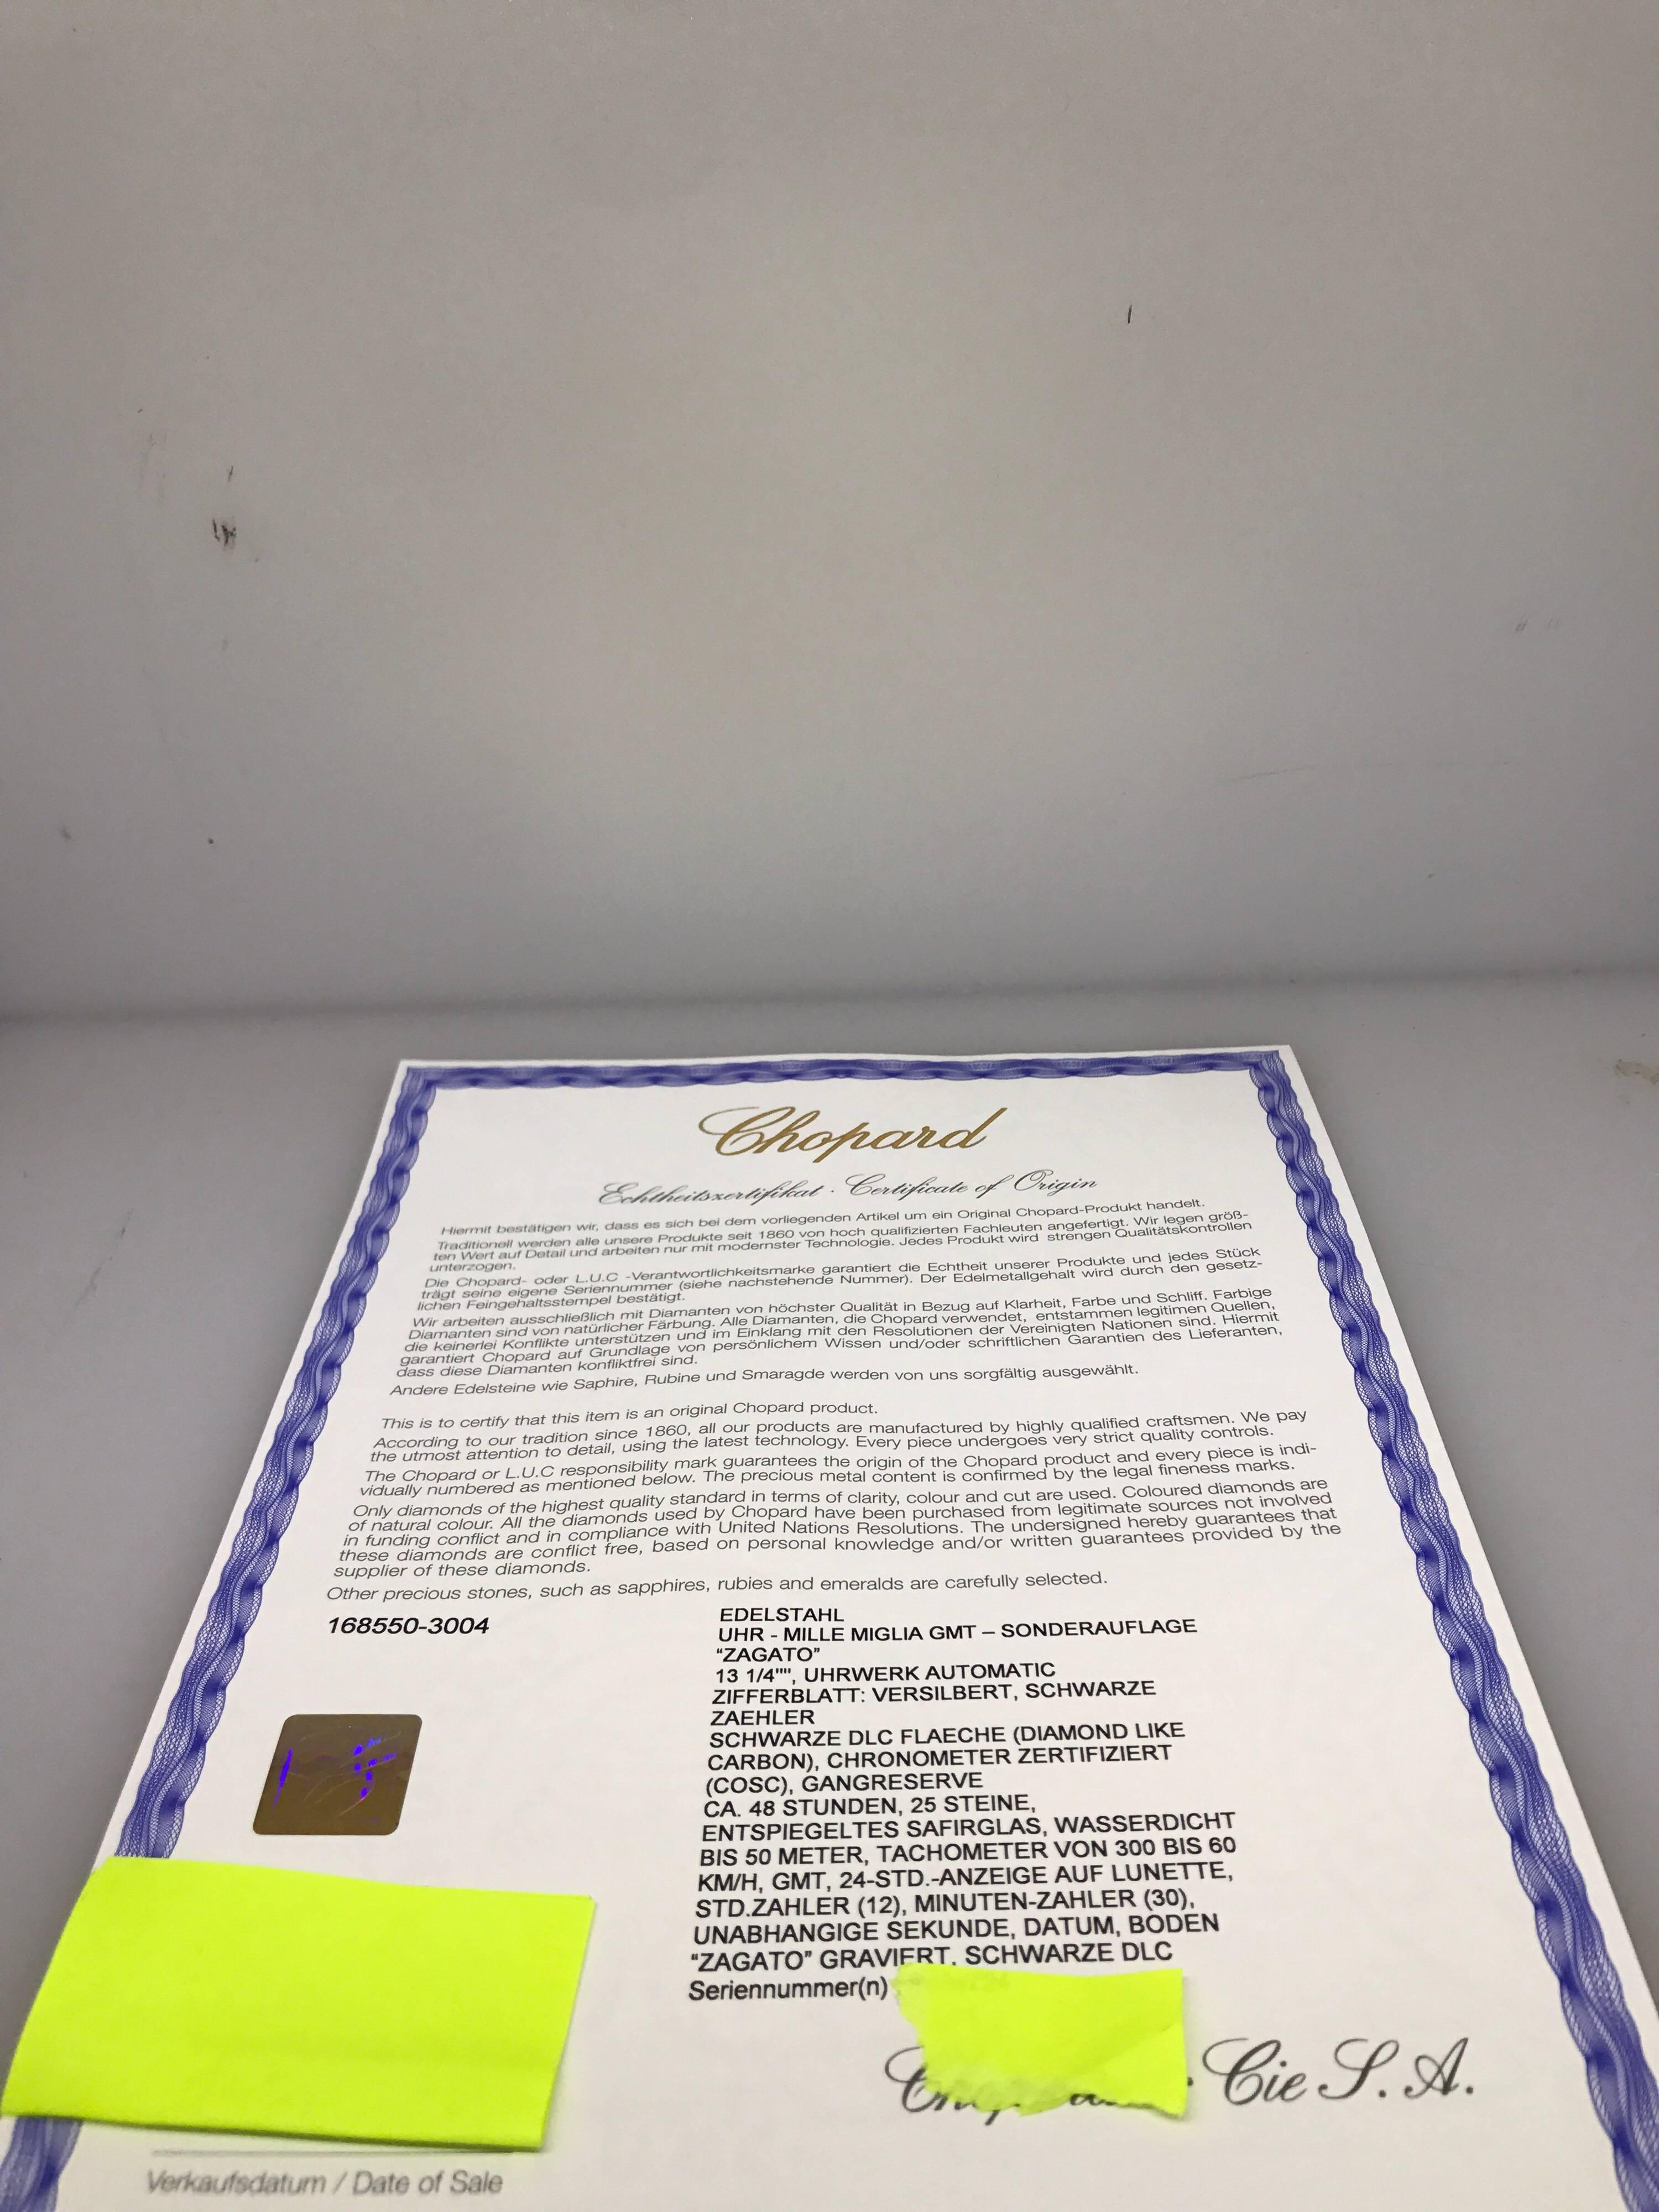 Chopard
Echtheitszertifikat · Certificate of Origin
Hiermit bestätigen wir, dass es sich bei dem vorliegenden Artikel um ein Original Chopard-Produkt handelt.
Traditionell werden alle unsere Produkte seit 1860 von hoch qualifizierten Fachleuten angefertigt. Wir legen größ-
ten Wert auf Detail und arbeiten nur mit modernster Technologie. Jedes Produkt wird strengen Qualitätskontrollen
unterzogen.
Die Chopard- oder L.U.C -Verantwortlichkeitsmarke garantiert die Echtheit unserer Produkte und jedes Stück
trägt seine eigene Seriennummer (siehe nachstehende Nummer). Der Edelmetallgehalt wird durch den gesetz-
lichen Feingehaltsstempel bestätigt.
Wir arbeiten ausschließlich mit Diamanten von höchster Qualität in Bezug auf Klarheit, Farbe und Schliff. Farbige
Diamanten sind von natürlicher Färbung. Alle Diamanten, die Chopard verwendet, entstammen legitimen Quellen,
die keinerlei Konflikte unterstützen und im Einklang mit den Resolutionen der Vereinigten Nationen sind. Hiermit
garantiert Chopard auf Grundlage von persönlichem Wissen und/oder schriftlichen Garantien des Lieferanten,
dass diese Diamanten konfliktfrei sind.
Andere Edelsteine wie Saphire, Rubine und Smaragde werden von uns sorgfältig ausgewählt.
This is to certify that this item is an original Chopard product.
According to our tradition since 1860, all our products are manufactured by highly qualified craftsmen. We pay
the utmost attention to detail, using the latest technology. Every piece undergoes very strict quality controls.
The Chopard or L.U.C responsibility mark guarantees the origin of the Chopard product and every piece is indi-
vidually numbered as mentioned below. The precious metal content is confirmed by the legal fineness marks.
Only diamonds of the highest quality standard in terms of clarity, colour and cut are used. Coloured diamonds are
of natural colour. All the diamonds used by Chopard have been purchased from legitimate sources not involved
in funding conflict and in compliance with United Nations Resolutions. The undersigned hereby guarantees that
these diamonds are conflict free, based on personal knowledge and/or written guarantees provided by the
supplier of these diamonds.
Other precious stones, such as sapphires, rubies and emeralds are carefully selected.
168550-3004
EDELSTAHL
UHR - MILLE MIGLIA GMT – SONDERAUFLAGE
“ZAGATO”
13 1/4"", UHRWERK AUTOMATIC
ZIFFERBLATT: VERSILBERT, SCHWARZE
ZAEHLER
SCHWARZE DLC FLAECHE (DIAMOND LIKE
CARBON), CHRONOMETER ZERTIFIZIERT
(COSC), GANGRESERVE
CA. 48 STUNDEN, 25 STEINE,
ENTSPIEGELTES SAFIRGLAS, WASSERDICHT
BIS 50 METER, TACHOMETER VON 300 BIS 60
KM/H, GMT, 24-STD.-ANZEIGE AUF LUNETTE,
STD.ZAHLER (12), MINUTEN-ZAHLER (30),
UNABHANGIGE SEKUNDE, DATUM, BODEN
“ZAGATO” GRAVIERT, SCHWARZE DLC
Seriennummer(n)
Cie S. A.
Verkaufsdatum / Date of Sale